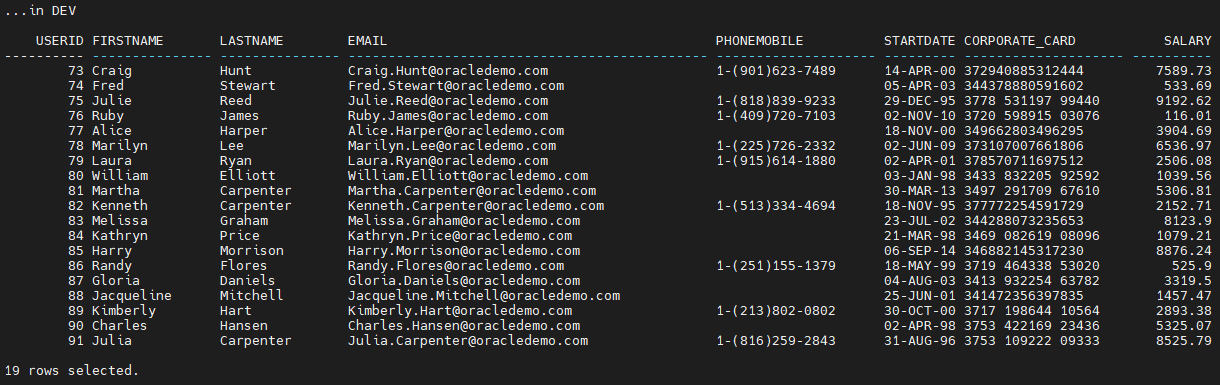 ...in DEV
USERID FIRSTNAME LASTNAME EMAIL PHONEMOBILE STARTDATE CORPORATE_CARD SALARY
---------- --------------- --------------- --------------------------------------------- -------------------- --------- -------------------- ----------
73 Craig Hunt Craig.Hunt@oracledemo.com 1-(901)623-7489 14-APR-00 372940885312444 7589.73
74 Fred Stewart Fred.Stewart@oracledemo.com 05-APR-03 344378880591602 533.69
75 Julie Reed Julie.Reed@oracledemo.com 1-(818)839-9233 29-DEC-95 3778 531197 99440 9192.62
76 Ruby James Ruby.James@oracledemo.com 1-(409)720-7103 02-NOV-10 3720 598915 03076 116.01
77 Alice Harper Alice.Harper@oracledemo.com 18-NOV-00 349662803496295 3904.69
78 Marilyn Lee Marilyn.Lee@oracledemo.com 1-(225)726-2332 02-JUN-09 373107007661806 6536.97
79 Laura Ryan Laura.Ryan@oracledemo.com 1-(915)614-1880 02-APR-01 378570711697512 2506.08
80 William Elliott William.Elliott@oracledemo.com 03-JAN-98 3433 832205 92592 1039.56
81 Martha Carpenter Martha.Carpenter@oracledemo.com 30-MAR-13 3497 291709 67610 5306.81
82 Kenneth Carpenter Kenneth.Carpenter@oracledemo.com 1-(513)334-4694 18-NOV-95 377772254591729 2152.71
83 Melissa Graham Melissa.Graham@oracledemo.com 23-JUL-02 344288073235653 8123.9
84 Kathryn Price Kathryn.Price@oracledemo.com 21-MAR-98 3469 082619 08096 1079.21
85 Harry Morrison Harry.Morrison@oracledemo.com 06-SEP-14 346882145317230 8876.24
86 Randy Flores Randy.Flores@oracledemo.com 1-(251)155-1379 18-MAY-99 3719 464338 53020 525.9
87 Gloria Daniels Gloria.Daniels@oracledemo.com 04-AUG-03 3413 932254 63782 3319.5
88 Jacqueline Mitchell Jacqueline.Mitchell@oracledemo.com 25-JUN-01 341472356397835 1457.47
89 Kimberly Hart Kimberly.Hart@oracledemo.com 1-(213)802-0802 30-OCT-00 3717 198644 10564 2893.38
90 Charles Hansen Charles.Hansen@oracledemo.com 02-APR-98 3753 422169 23436 5325.07
91 Julia Carpenter Julia.Carpenter@oracledemo.com 1-(816)259-2843 31-AUG-96 3753 109222 09333 8525.79
19 rows selected.